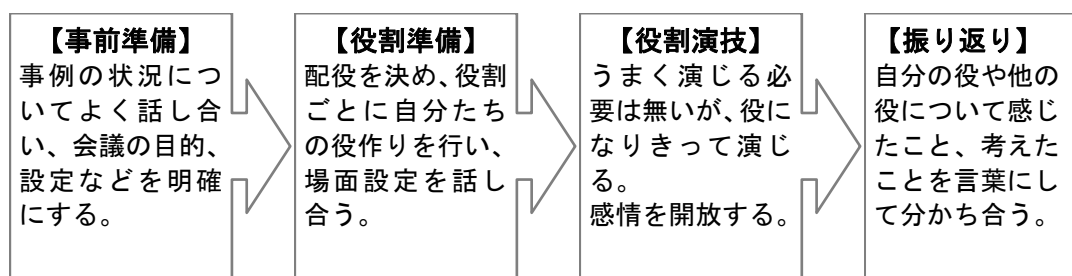 【事前準備】
事例の状況につ
いてよく話し合
い、会議の目的、
設定などを明確
にする。
【役割準備】
配役を決め、役割
ごとに自分たち
の役作りを行い、
場面設定を話し
合う。
【役割演技】
うまく演じる必
要は無いが、役に
なりきって演じ
る。
感情を開放する。
【振り返り】
自分の役や他の
役について感じ
たこと、考えた
ことを言葉にし
て分かち合う。